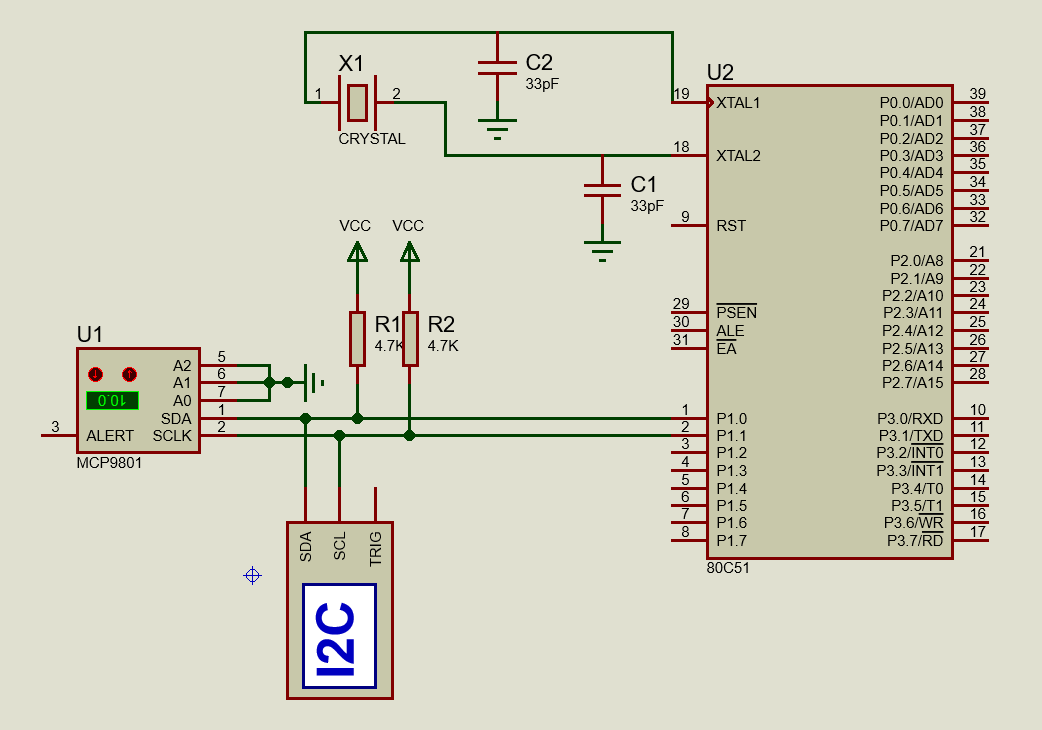 X1
1
2
CRYSTAL
C2
33pF
C1
33pF
VCC
VCC
R1
4.7K
R2
4.7K
U1
10.0
A2
A1
A0
SDA
SCLK
ALERT
5
6
7
1
2
3
MCP9801
SDA
SCL
TRIG
I2C
U2
19
XTAL1
18
XTAL2
9
RST
29
PSEN
30
ALE
31
EA
1
P1.0
2
P1.1
3
P1.2
4
P1.3
5
P1.4
6
P1.5
7
P1.6
8
P1.7
P0.0/AD0
39
P0.1/AD1
38
P0.2/AD2
37
P0.3/AD3
36
P0.4/AD4
35
P0.5/AD5
34
P0.6/AD6
33
P0.7/AD7
32
P2.0/A8
21
P2.1/A9
22
P2.2/A10
23
P2.3/A11
24
P2.4/A12
25
P2.5/A13
26
P2.6/A14
27
P2.7/A15
28
P3.0/RXD
10
P3.1/TXD
11
P3.2/INT0
12
P3.3/INT1
13
P3.4/T0
14
P3.5/T1
15
P3.6/WR
16
P3.7/RD
17
80C51